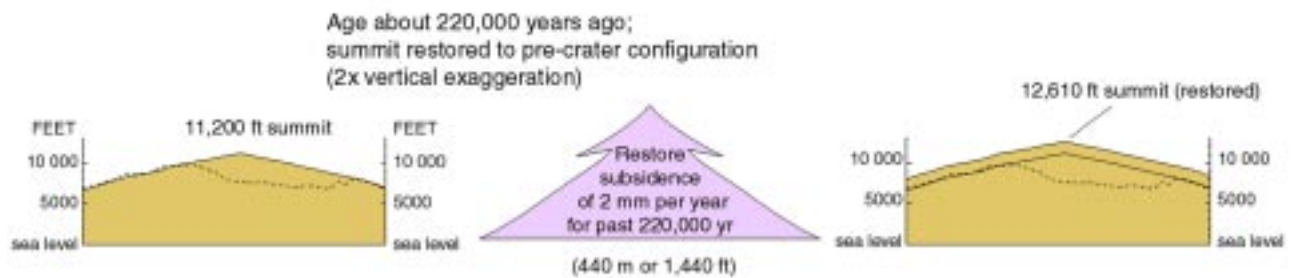 Age about 220,000 years ago;
summit restored to pre-crater configuration
(2x vertical exaggeration)
FEET
11,200 ft summit
FEET
10 000
10 000
5000
5000
sea level
sea level
Restore
subsidence
of 2 mm per year
for past 220,000 yr
(440 m or 1,440 ft)
12,610 ft summit (restored)
10 000
10 000
5000
5000
sea level
sea level